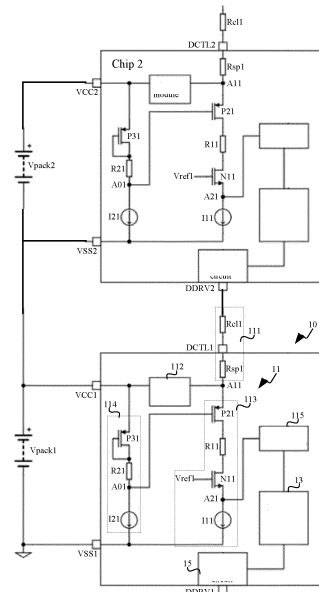 Rcl1
DCTL2
Chip 2
Rsp1
A11
VCC2
module
P21
P31
R11
R21
Vref1
N11
A01
A21
Vpack2
I21
I11
VSS2
circuit
DDRV2
Rcl1
111
10
DCTL1
Rsp1
11
112
A11
VCC1
114
113
P21
115
P31
R11
R21
Vref1
N11
A01
A21
13
Vpack1
I21
I11
VSS1
15
DDRV1